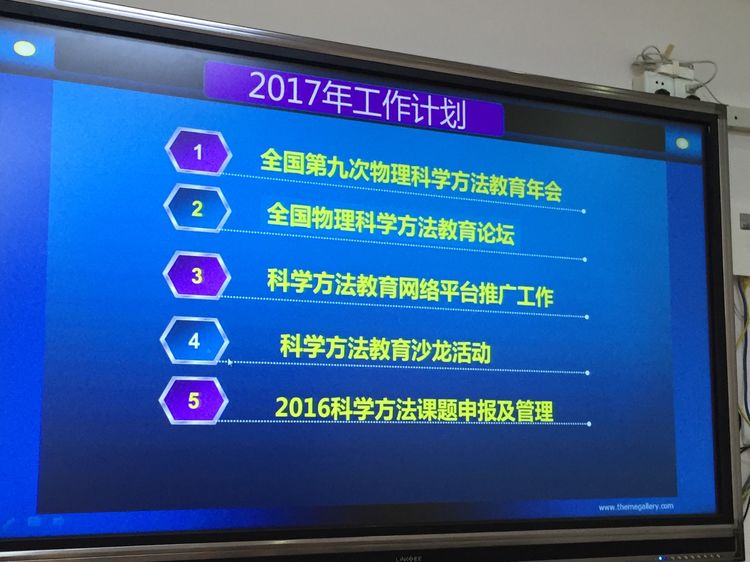 2017年工作计划
1
全国第九次物理科学方法教育年会
2
全国物理科学方法教育论坛
3
科学方法教育网络平台推广工作
4
科学方法教育沙龙活动
5
2016科学方法课题申报及管理
www.themegallery.com